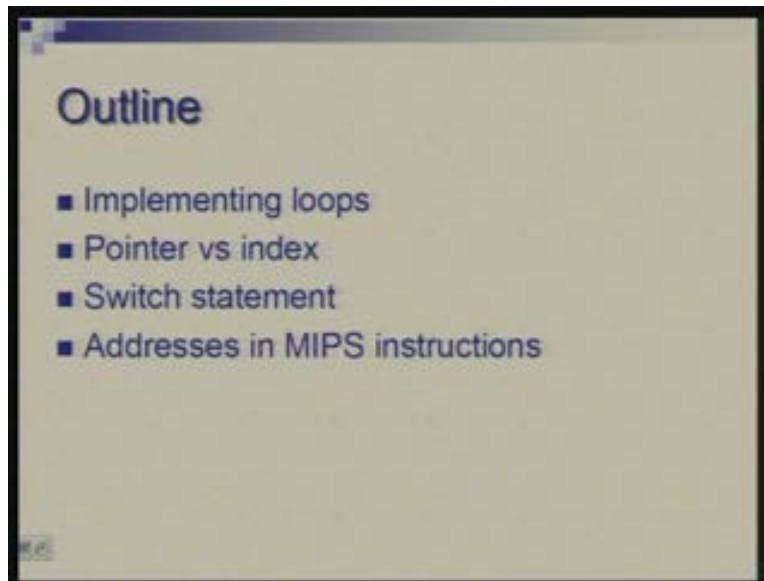 Outline
Implementing loops
Pointer vs index
Switch statement
Addresses in MIPS instructions